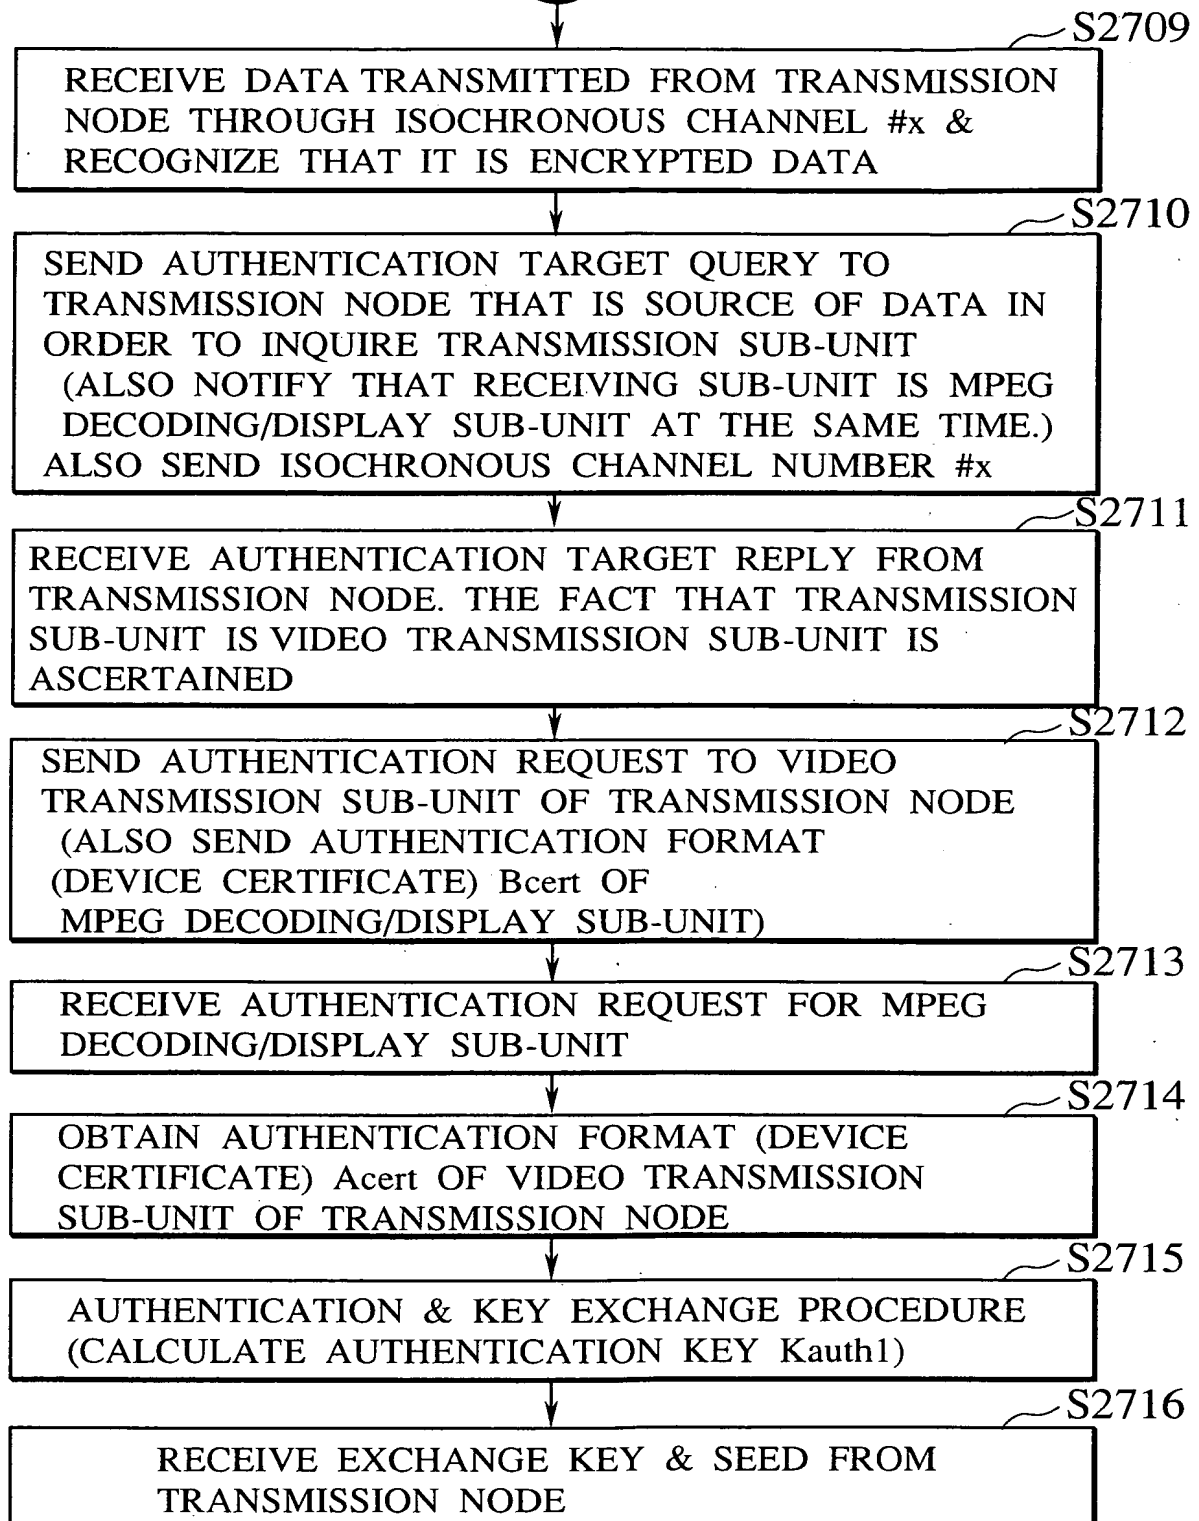 S2709
RECEIVE DATA TRANSMITTED FROM TRANSMISSION
NODE THROUGH ISOCHRONOUS CHANNEL #x &
RECOGNIZE THAT IT IS ENCRYPTED DATA
S2710
SEND AUTHENTICATION TARGET QUERY TO
TRANSMISSION NODE THAT IS SOURCE OF DATA IN
ORDER TO INQUIRE TRANSMISSION SUB-UNIT
(ALSO NOTIFY THAT RECEIVING SUB-UNIT IS MPEG
DECODING/DISPLAY SUB-UNIT AT THE SAME TIME.)
ALSO SEND ISOCHRONOUS CHANNEL NUMBER #x
S2711
RECEIVE AUTHENTICATION TARGET REPLY FROM
TRANSMISSION NODE. THE FACT THAT TRANSMISSION
SUB-UNIT IS VIDEO TRANSMISSION SUB-UNIT IS
ASCERTAINED
S2712
SEND AUTHENTICATION REQUEST TO VIDEO
TRANSMISSION SUB-UNIT OF TRANSMISSION NODE
(ALSO SEND AUTHENTICATION FORMAT
(DEVICE CERTIFICATE) Bcert OF
MPEG DECODING/DISPLAY SUB-UNIT)
S2713
RECEIVE AUTHENTICATION REQUEST FOR MPEG
DECODING/DISPLAY SUB-UNIT
S2714
OBTAIN AUTHENTICATION FORMAT (DEVICE
CERTIFICATE) Acert OF VIDEO TRANSMISSION
SUB-UNIT OF TRANSMISSION NODE
S2715
AUTHENTICATION & KEY EXCHANGE PROCEDURE
(CALCULATE AUTHENTICATION KEY Kauth1)
S2716
RECEIVE EXCHANGE KEY & SEED FROM
TRANSMISSION NODE